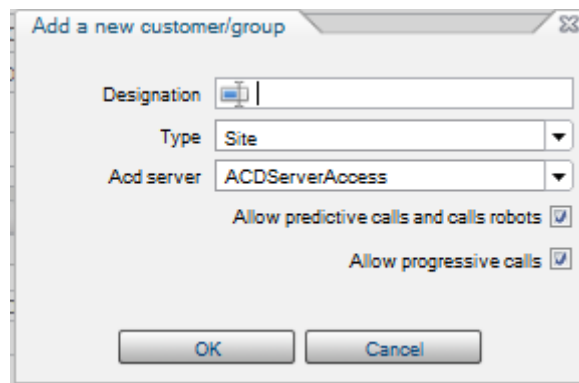 Add a new customer/group
Designation
Type Site
Acd server ACDServerAccess
Allow predictive calls and calls robots
Allow progressive calls
OK Cancel